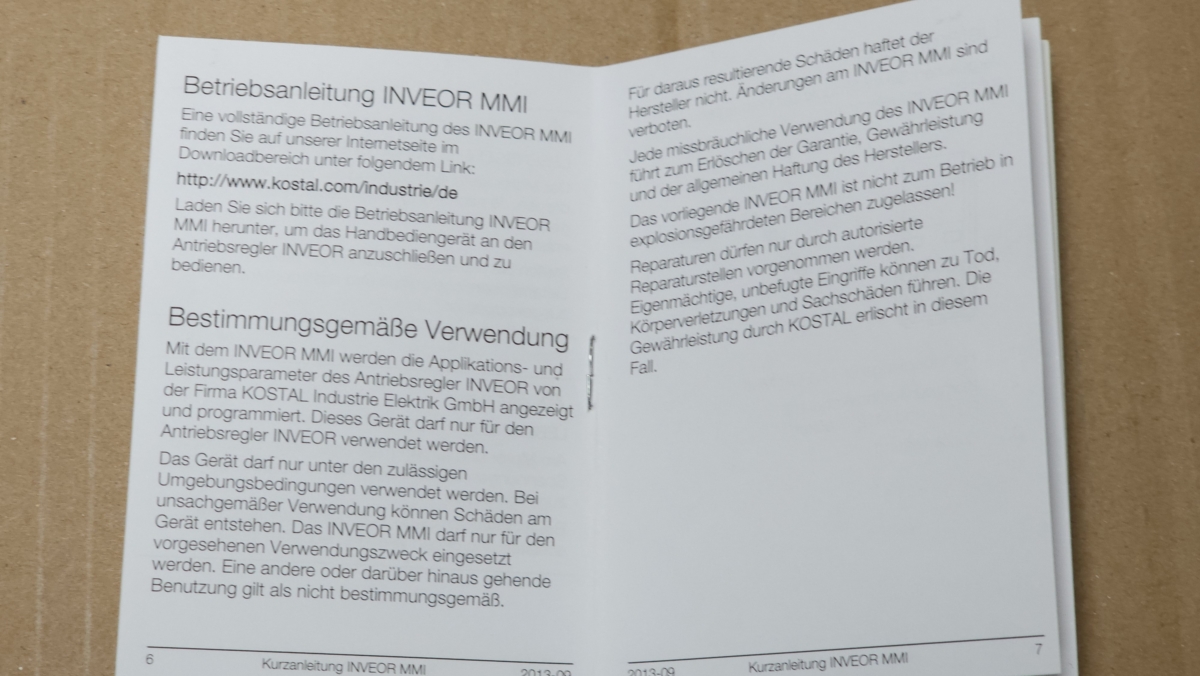 Betriebsanleitung INVEOR MMI
Eine vollständige Betriebsanleitung des INVEOR MMI
finden Sie auf unserer Internetseite im
Downloadbereich unter folgendem Link:
http://www.kostal.com/industrie/de
Laden Sie sich bitte die Betriebsanleitung INVEOR
MMI herunter, um das Handbediengerät an den
Antriebsregler INVEOR anzuschließen und zu
bedienen.
Bestimmungsgemäße Verwendung
Mit dem INVEOR MMI werden die Applikations- und
Leistungsparameter des Antriebsregler INVEOR von
der Firma KOSTAL Industrie Elektrik GmbH angezeigt
und programmiert. Dieses Gerät darf nur für den
Antriebsregler INVEOR verwendet werden.
Das Gerät darf nur unter den zulässigen
Umgebungsbedingungen verwendet werden. Bei
unsachgemäßer Verwendung können Schäden am
Gerät entstehen. Das INVEOR MMI darf nur für den
vorgesehenen Verwendungszweck eingesetzt
werden. Eine andere oder darüber hinaus gehende
Benutzung gilt als nicht bestimmungsgemäß.
6 Kurzanleitung INVEOR MMI 2013-09
Für daraus resultierende Schäden haftet der
Hersteller nicht. Änderungen am INVEOR MMI sind
verboten.
Jede missbräuchliche Verwendung des INVEOR MMI
führt zum Erlöschen der Garantie, Gewährleistung
und der allgemeinen Haftung des Herstellers.
Das vorliegende INVEOR MMI ist nicht zum Betrieb in
explosionsgefährdeten Bereichen zugelassen!
Reparaturen dürfen nur durch autorisierte
Reparaturstellen vorgenommen werden.
Eigenmächtige, unbefugte Eingriffe können zu Tod,
Körperverletzungen und Sachschäden führen. Die
Gewährleistung durch KOSTAL erlischt in diesem
Fall.
2013-09 Kurzanleitung INVEOR MMI 7